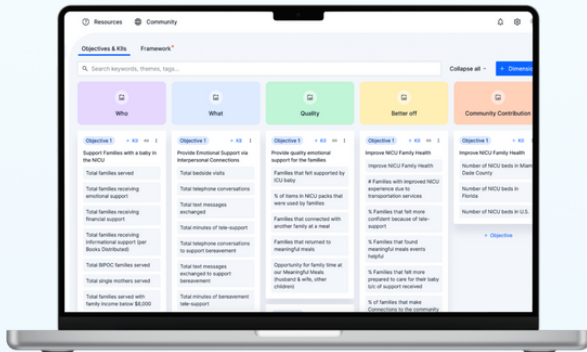 Resources
Community
Objectives & KIIs
Framework
Search keywords, themes, tags...
Collapse all
+ Dimensio
Who
What
Quality
Better off
Community Contribution
Objective 1
+ KII
Support Families with a baby in
the NICU
Total families served
Total families receiving
emotional support
Total families receiving
financial support
Total families receiving
informational support (per
Books Distributed)
Total BIPOC families served
Total single mothers served
Total families served with
family income below $8,000
Objective 1
+ KII
Provide Emotional Support via
Interpersonal Connections
Total bedside visits
Total telephone conversations
Total text messages
exchanged
Total minutes of tele-support
Total telephone conversations
to support bereavement
Total text messages
exchanged to support
bereavement
Total minutes of bereavement
tele-support
Objective 1
+ KII
Provide quality emotional
support for the families
Families that felt supported by
ICU baby
% of items in NICU packs that
were used by families
Families that connected with
another family at a meal
Families that returned to
meaningful meals
Opportunity for family time at
our Meaningful Meals
(husband & wife, other
children)
Objective 1
+ KII
Improve NICU Family Health
Improve NICU Family Health
# Families with improved NICU
experience due to
transportation services
% Families that felt more
confident because of tele-
support
% Families that found
meaningful meals events
helpful
% Families that felt more
prepared to care for their baby
b/c of support received
% of families that make
Connections to the community
Objective 1
+ KII
Improve NICU Family Health
Number of NICU beds in Miam
Dade County
Number of NICU beds in
Florida
Number of NICU beds in U.S.
+ Objective